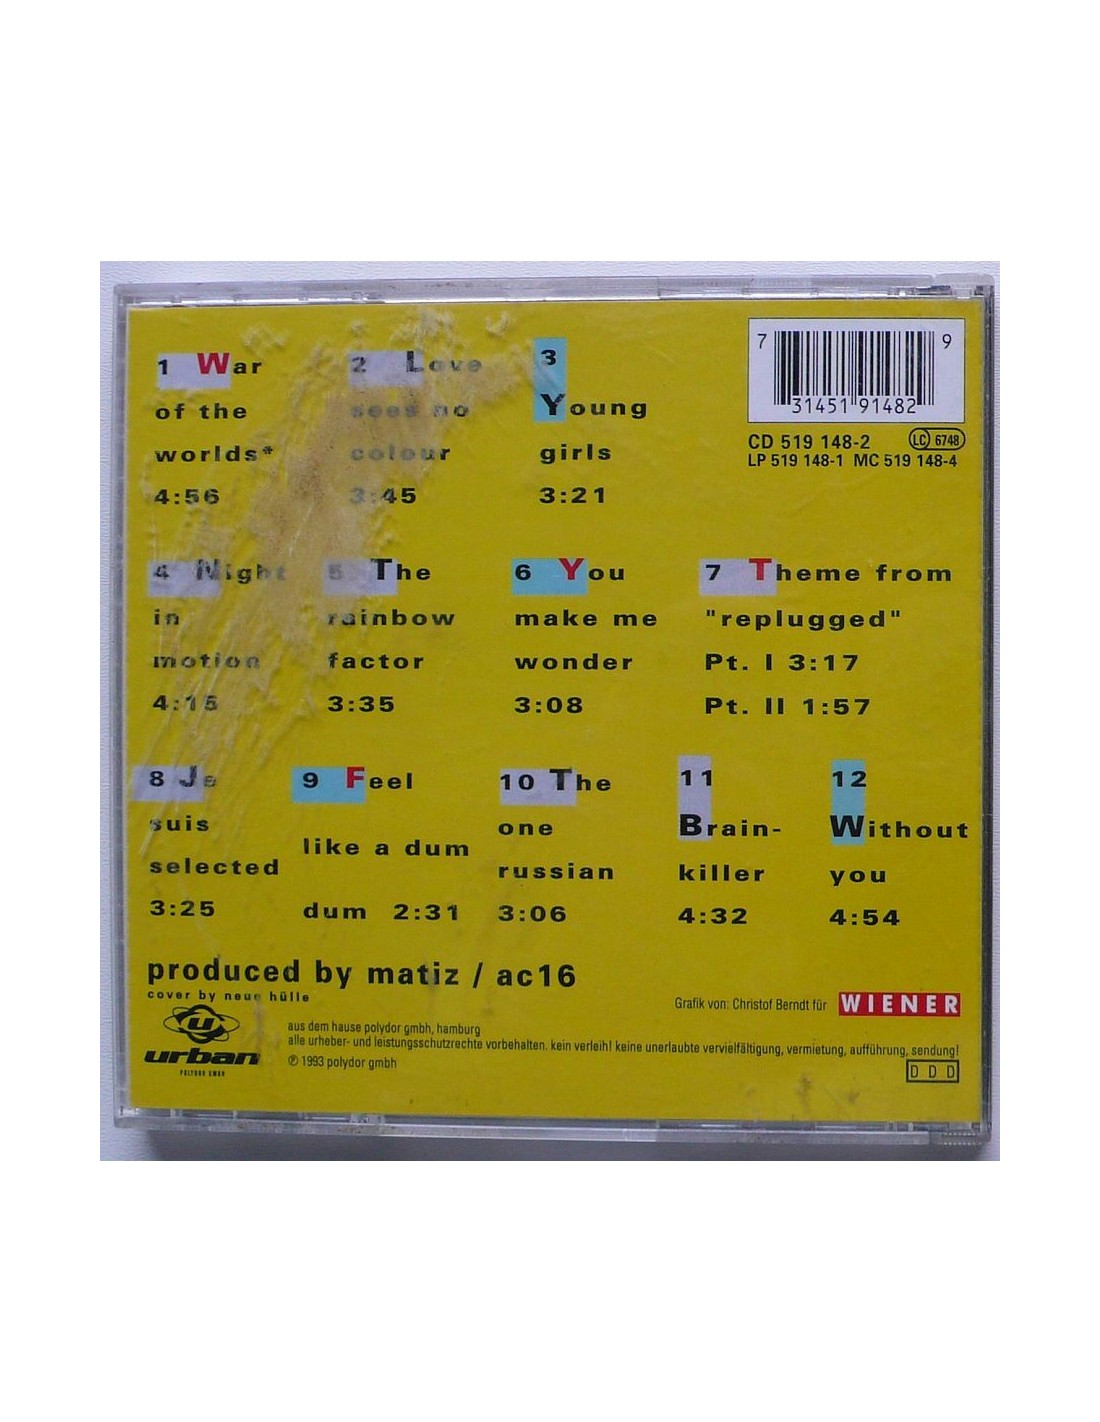 1 War
of the
worlds*
4:56
2 Love
sees no
colour
3:45
3
Young
girls
3:21
7 9
31451 91482
CD 519 148-2 LC 6748
LP 519 148-1 MC 519 148-4
4 Night
in
motion
4:15
5 The
rainbow
factor
3:35
6 You
make me
wonder
3:08
7 Theme from
"replugged"
Pt. I 3:17
Pt. II 1:57
8 Je
suis
selected
3:25
9 Feel
like a dum
dum 2:31
10 The
one
russian
3:06
11
Brain-
killer
4:32
12
Without
you
4:54
produced by matiz / ac16
cover by neue hülle
Grafik von: Christof Berndt für WIENER
u
urban
POLYDOR GMBH
aus dem hause polydor gmbh, hamburg
alle urheber- und leistungsschutzrechte vorbehalten. kein verleih! keine unerlaubte vervielfältigung, vermietung, aufführung, sendung!
℗ 1993 polydor gmbh
D D D